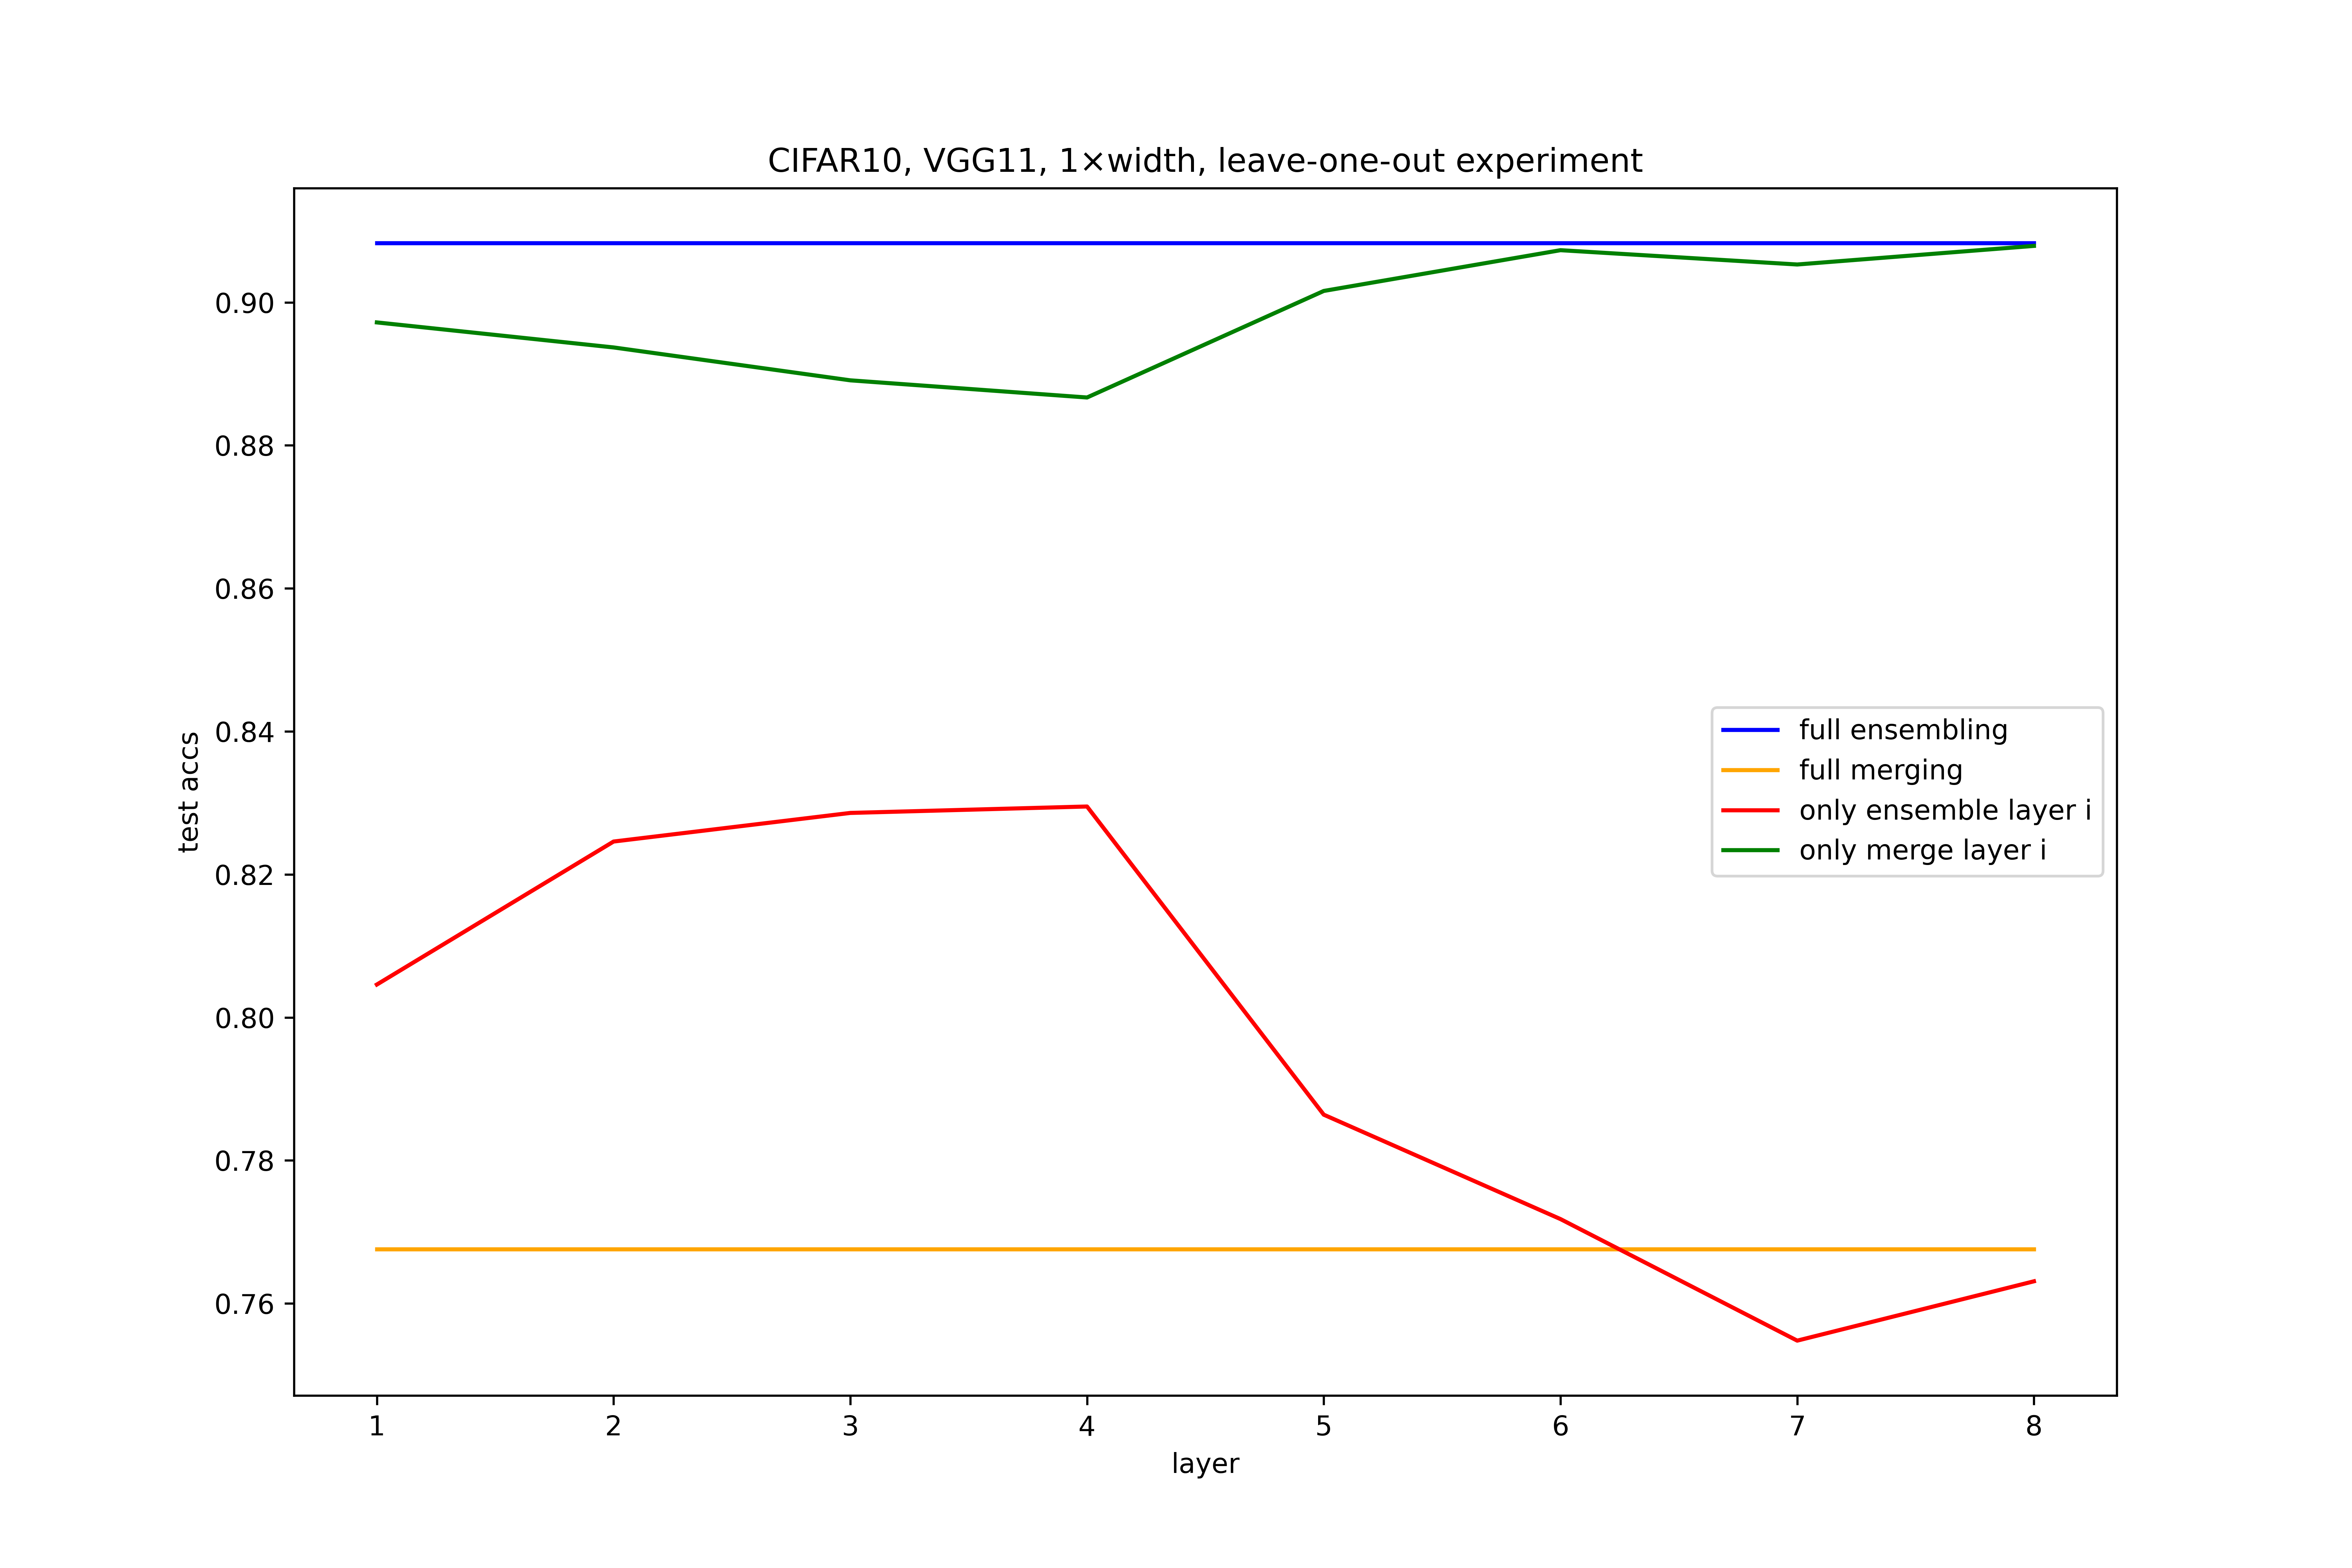 CIFAR10, VGG11, 1×width, leave-one-out experiment
0.90
0.88
0.86
0.84
0.82
0.80
0.78
0.76
test accs
full ensembling
full merging
only ensemble layer i
only merge layer i
1 2 3 4 5 6 7 8
layer